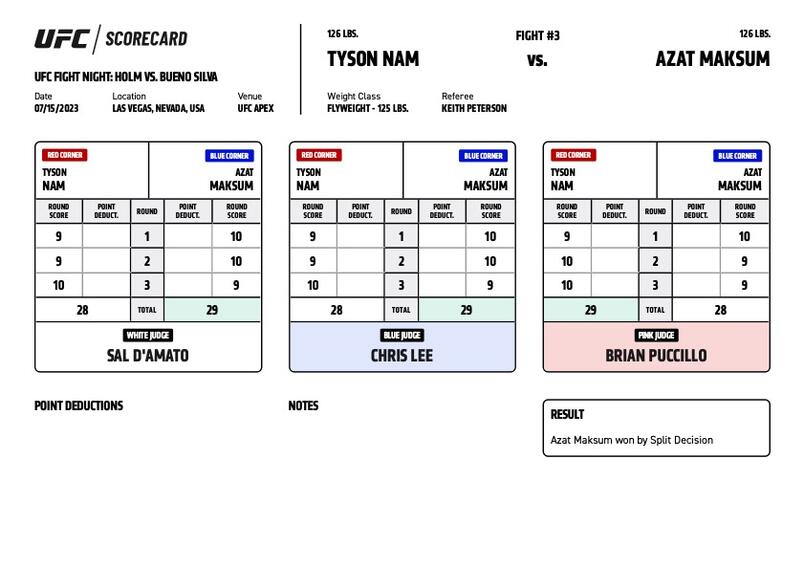 UFC / SCORECARD
UFC FIGHT NIGHT: HOLM VS. BUENO SILVA
Date Location Venue
07/15/2023 LAS VEGAS, NEVADA, USA UFC APEX
126 LBS. FIGHT #3 126 LBS.
TYSON NAM VS. AZAT MAKSUM
Weight Class Referee
FLYWEIGHT - 125 LBS. KEITH PETERSON
RED CORNER BLUE CORNER
TYSON AZAT
NAM MAKSUM
ROUND SCORE POINT DEDUCT. ROUND POINT DEDUCT. ROUND SCORE
9 1 10
9 2 10
10 3 9
28 TOTAL 29
WHITE JUDGE
SAL D'AMATO
RED CORNER BLUE CORNER
TYSON AZAT
NAM MAKSUM
ROUND SCORE POINT DEDUCT. ROUND POINT DEDUCT. ROUND SCORE
9 1 10
9 2 10
10 3 9
28 TOTAL 29
BLUE JUDGE
CHRIS LEE
RED CORNER BLUE CORNER
TYSON AZAT
NAM MAKSUM
ROUND SCORE POINT DEDUCT. ROUND POINT DEDUCT. ROUND SCORE
9 1 10
10 2 9
10 3 9
29 TOTAL 28
PINK JUDGE
BRIAN PUCCILLO
POINT DEDUCTIONS
NOTES
RESULT
Azat Maksum won by Split Decision